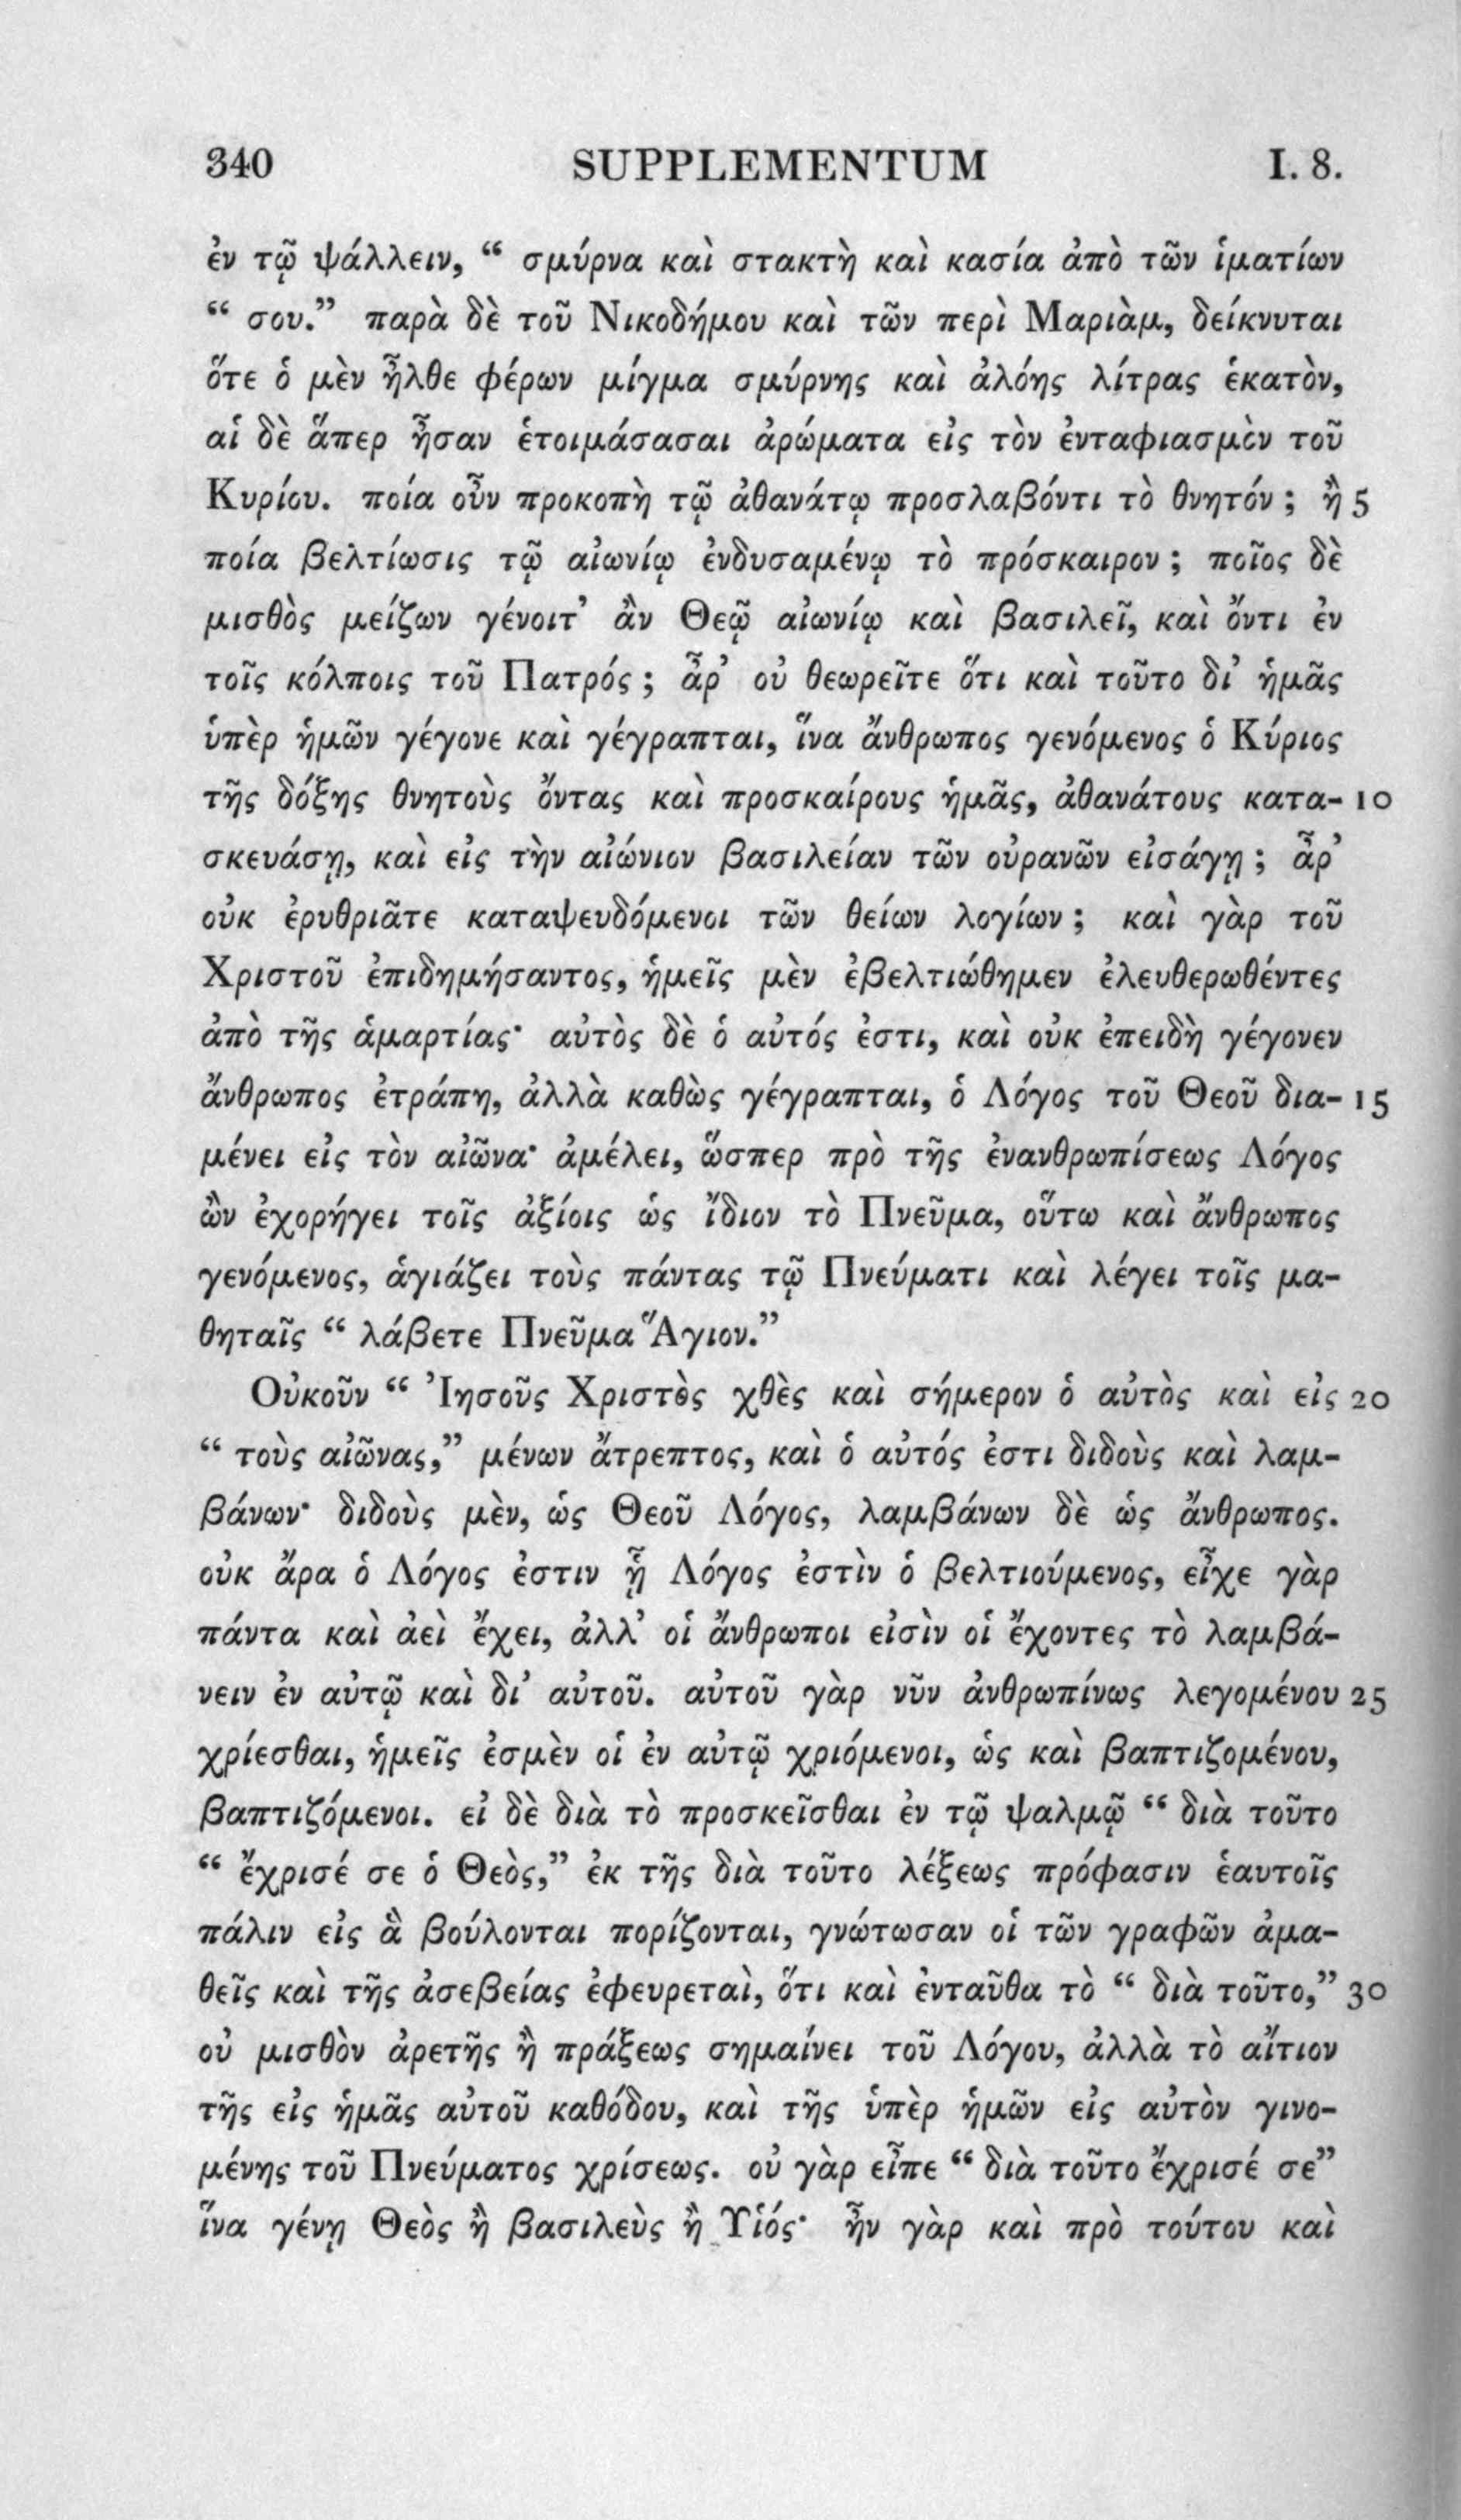 340 SUPPLEMENTUM I. 8.
ἐν τῷ ψάλλειν, “ σμύρνα καὶ στακτὴ καὶ κασία ἀπὸ τῶν ἱματίων
“ σου.” παρὰ δὲ τοῦ Νικοδήμου καὶ τῶν περὶ Μαριὰμ, δείκνυται
ὅτε ὁ μὲν ἦλθε φέρων μίγμα σμύρνης καὶ ἀλόης λίτρας ἑκατὸν,
αἱ δὲ ἅπερ ἦσαν ἑτοιμάσασαι ἀρώματα εἰς τὸν ἐνταφιασμὸν τοῦ
Κυρίου. ποία οὖν προκοπὴ τῷ ἀθανάτῳ προσλαβόντι τὸ θνητόν ; ἢ 5
ποία βελτίωσις τῷ αἰωνίῳ ἐνδυσαμένῳ τὸ πρόσκαιρον ; ποῖος δὲ
μισθὸς μείζων γένοιτ’ ἂν Θεῷ αἰωνίῳ καὶ βασιλεῖ, καὶ ὄντι ἐν
τοῖς κόλποις τοῦ Πατρός ; ἆρ’ οὐ θεωρεῖτε ὅτι καὶ τοῦτο δι’ ἡμᾶς
ὑπὲρ ἡμῶν γέγονε καὶ γέγραπται, ἵνα ἄνθρωπος γενόμενος ὁ Κύριος
τῆς δόξης θνητοὺς ὄντας καὶ προσκαίρους ἡμᾶς, ἀθανάτους κατα- 10
σκευάσῃ, καὶ εἰς τὴν αἰώνιον βασιλείαν τῶν οὐρανῶν εἰσάγῃ ; ἆρ’
οὐκ ἐρυθριᾶτε καταψευδόμενοι τῶν θείων λογίων ; καὶ γὰρ τοῦ
Χριστοῦ ἐπιδημήσαντος, ἡμεῖς μὲν ἐβελτιώθημεν ἐλευθερωθέντες
ἀπὸ τῆς ἁμαρτίας· αὐτὸς δὲ ὁ αὐτός ἐστι, καὶ οὐκ ἐπειδὴ γέγονεν
ἄνθρωπος ἐτράπη, ἀλλὰ καθὼς γέγραπται, ὁ Λόγος τοῦ Θεοῦ δια- 15
μένει εἰς τὸν αἰῶνα· ἀμέλει, ὥσπερ πρὸ τῆς ἐνανθρωπίσεως Λόγος
ὢν ἐχορήγει τοῖς ἀξίοις ὡς ἴδιον τὸ Πνεῦμα, οὕτω καὶ ἄνθρωπος
γενόμενος, ἁγιάζει τοὺς πάντας τῷ Πνεύματι καὶ λέγει τοῖς μα-
θηταῖς “ λάβετε Πνεῦμα Ἅγιον.”
Οὐκοῦν “ Ἰησοῦς Χριστὸς χθὲς καὶ σήμερον ὁ αὐτὸς καὶ εἰς 20
“ τοὺς αἰῶνας,” μένων ἄτρεπτος, καὶ ὁ αὐτός ἐστι διδοὺς καὶ λαμ-
βάνων· διδοὺς μὲν, ὡς Θεοῦ Λόγος, λαμβάνων δὲ ὡς ἄνθρωπος.
οὐκ ἄρα ὁ Λόγος ἐστιν ᾗ Λόγος ἐστὶν ὁ βελτιούμενος, εἶχε γὰρ
πάντα καὶ ἀεὶ ἔχει, ἀλλ’ οἱ ἄνθρωποι εἰσὶν οἱ ἔχοντες τὸ λαμβά-
νειν ἐν αὐτῷ καὶ δι’ αὐτοῦ. αὐτοῦ γὰρ νῦν ἀνθρωπίνως λεγομένου 25
χρίεσθαι, ἡμεῖς ἐσμὲν οἱ ἐν αὐτῷ χριόμενοι, ὡς καὶ βαπτιζομένου,
βαπτιζόμενοι. εἰ δὲ διὰ τὸ προσκεῖσθαι ἐν τῷ ψαλμῷ “ διὰ τοῦτο
“ ἔχρισέ σε ὁ Θεὸς,” ἐκ τῆς διὰ τοῦτο λέξεως πρόφασιν ἑαυτοῖς
πάλιν εἰς ἃ βούλονται πορίζονται, γνώτωσαν οἱ τῶν γραφῶν ἀμα-
θεῖς καὶ τῆς ἀσεβείας ἐφευρεταὶ, ὅτι καὶ ἐνταῦθα τὸ “ διὰ τοῦτο,” 30
οὐ μισθὸν ἀρετῆς ἢ πράξεως σημαίνει τοῦ Λόγου, ἀλλὰ τὸ αἴτιον
τῆς εἰς ἡμᾶς αὐτοῦ καθόδου, καὶ τῆς ὑπὲρ ἡμῶν εἰς αὐτὸν γινο-
μένης τοῦ Πνεύματος χρίσεως. οὐ γὰρ εἶπε “ διὰ τοῦτο ἔχρισέ σε”
ἵνα γένῃ Θεὸς ἢ βασιλεὺς ἢ Υἱός· ἦν γὰρ καὶ πρὸ τούτου καὶ